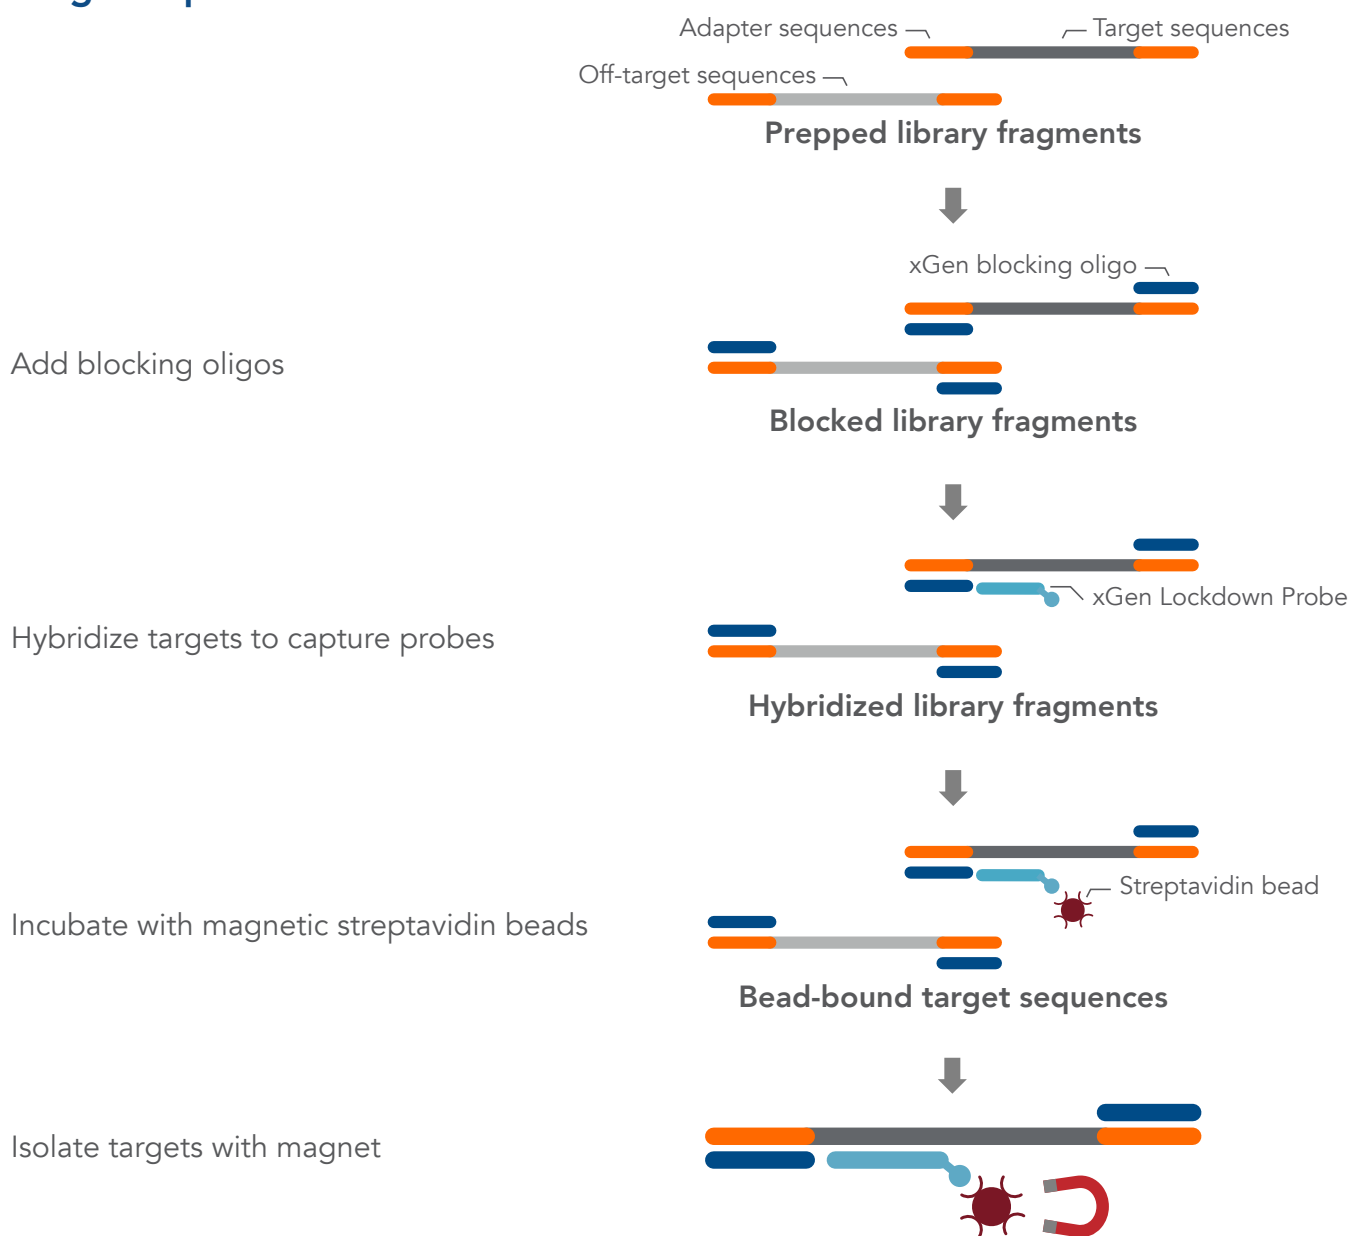 Adapter sequences
Target sequences
Off-target sequences
Prepped library fragments
xGen blocking oligo
Add blocking oligos
Blocked library fragments
xGen Lockdown Probe
Hybridize targets to capture probes
Hybridized library fragments
Streptavidin bead
Incubate with magnetic streptavidin beads
Bead-bound target sequences
Isolate targets with magnet